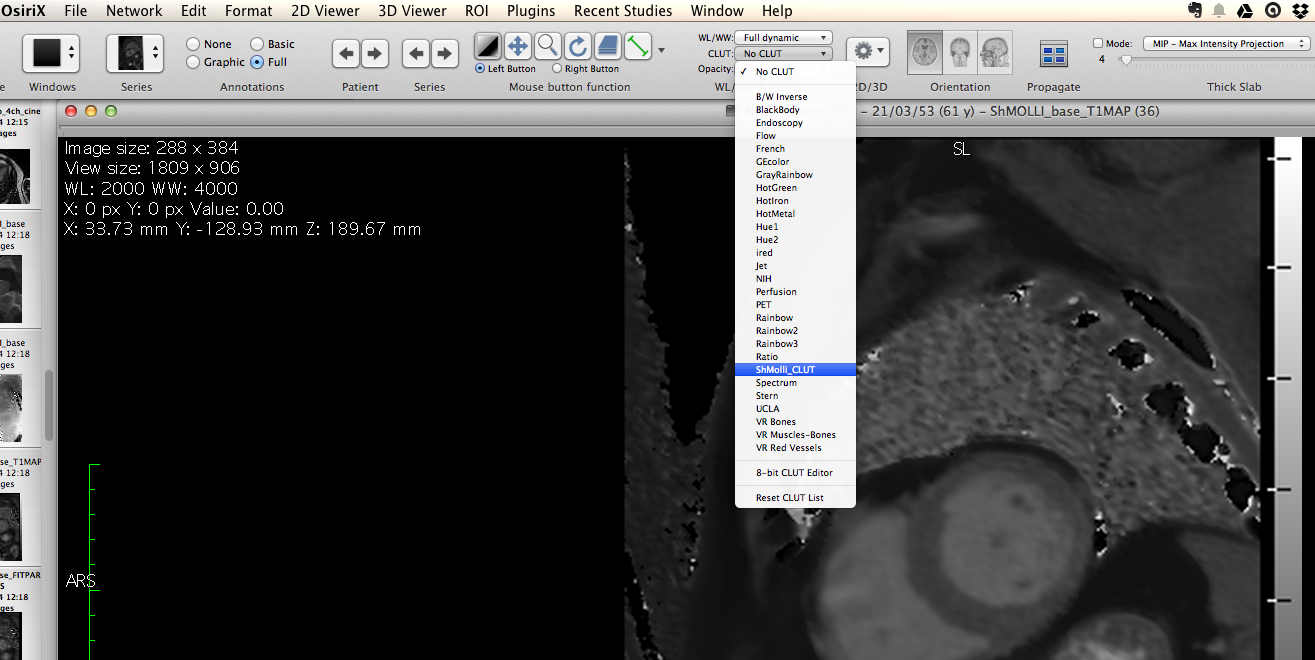 OsiriX File Network Edit Format 2D Viewer 3D Viewer ROI Plugins Recent Studies Window Help
WL/WW: Full dynamic
CLUT: No CLUT
Opacity:
None Basic
Graphic Full
Left Button Right Button
Mode: MIP - Max Intensity Projection
4
Windows Series Annotations Patient Series Mouse button function WL/ 2D/3D Orientation Propagate Thick Slab
– 21/03/53 (61 y) – ShMOLLI_base_T1MAP (36)
✓ No CLUT
B/W Inverse
BlackBody
Endoscopy
Flow
French
GEcolor
GrayRainbow
HotGreen
HotIron
HotMetal
Hue1
Hue2
ired
Jet
NIH
Perfusion
PET
Rainbow
Rainbow2
Rainbow3
Ratio
ShMolli_CLUT
Spectrum
Stern
UCLA
VR Bones
VR Muscles-Bones
VR Red Vessels
8-bit CLUT Editor
Reset CLUT List
Image size: 288 x 384
View size: 1809 x 906
WL: 2000 WW: 4000
X: 0 px Y: 0 px Value: 0.00
X: 33.73 mm Y: -128.93 mm Z: 189.67 mm
SL
ARS
_4ch_cine
4 12:15
ages
l_base
4 12:18
ges
l_base
4 12:18
ges
se_T1MAP
4 12:18
ges
se_FITPAR
S
4 12:18
ges